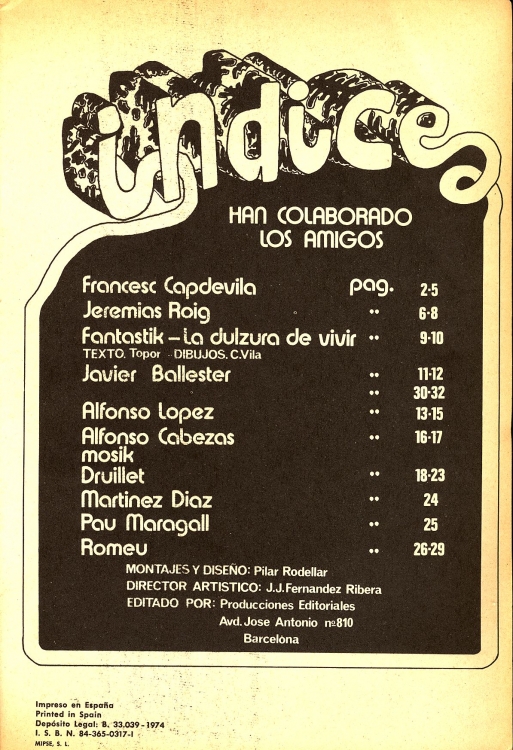 índice
HAN COLABORADO
LOS AMIGOS
Francesc Capdevila pag. 2-5
Jeremias Roig " 6-8
Fantastik – La dulzura de vivir " 9-10
TEXTO. Topor - DIBUJOS. C.Vila
Javier Ballester " 11-12
" 30-32
Alfonso Lopez " 13-15
Alfonso Cabezas " 16-17
mosik
Druillet " 18-23
Martinez Diaz " 24
Pau Maragall " 25
Romeu " 26-29
MONTAJES Y DISEÑO: Pilar Rodellar
DIRECTOR ARTISTICO: J.J.Fernandez Ribera
EDITADO POR: Producciones Editoriales
Avd. Jose Antonio nº 810
Barcelona
Impreso en España
Printed in Spain
Depósito Legal: B. 33.039 - 1974
I. S. B. N. 84-365-0317-I
MIPSE, S. L.